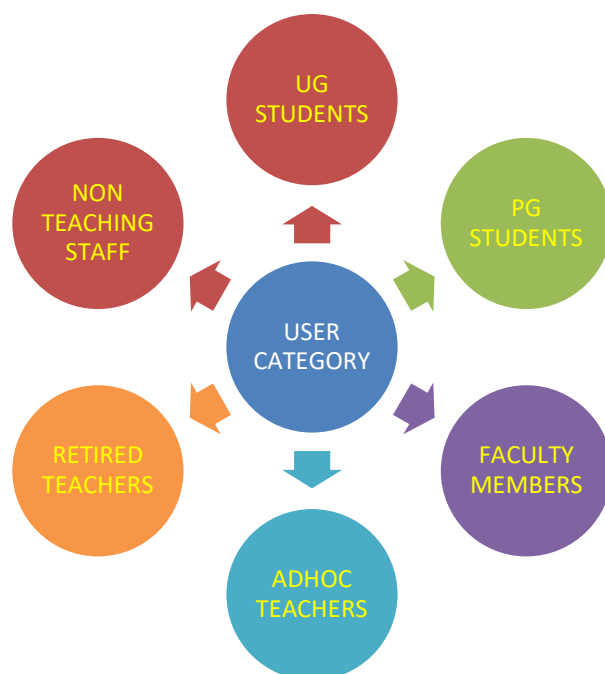 UG
STUDENTS
PG
STUDENTS
FACULTY
MEMBERS
ADHOC
TEACHERS
RETIRED
TEACHERS
NON
TEACHING
STAFF
USER
CATEGORY